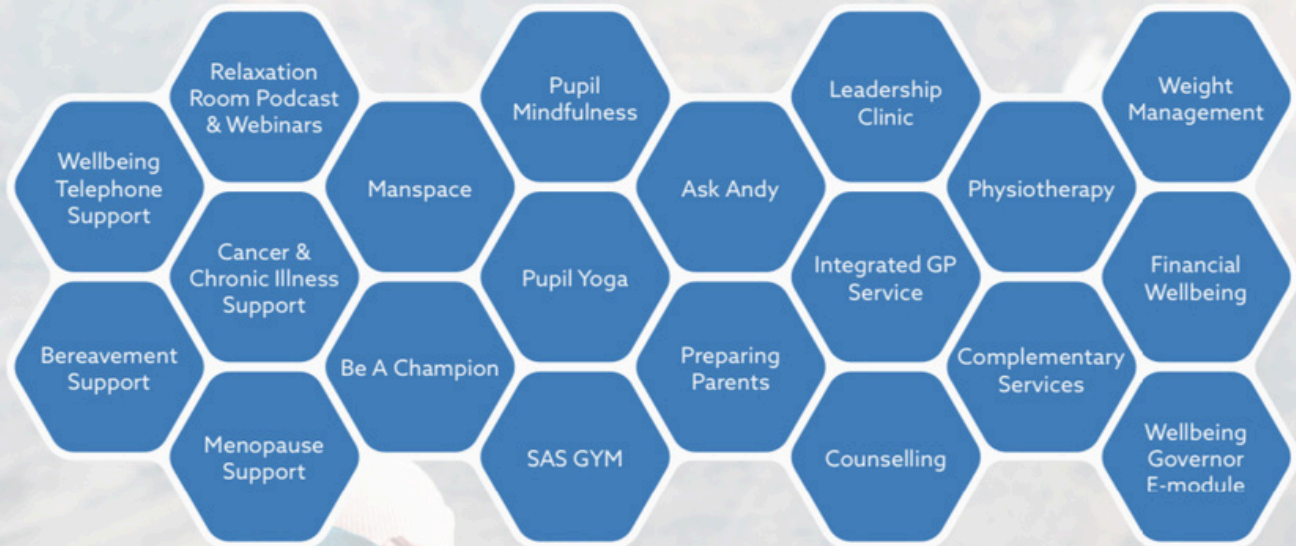 Relaxation
Room Podcast
& Webinars
Pupil
Mindfulness
Leadership
Clinic
Weight
Management
Wellbeing
Telephone
Support
Manspace
Ask Andy
Physiotherapy
Cancer &
Chronic Illness
Support
Pupil Yoga
Integrated GP
Service
Financial
Wellbeing
Bereavement
Support
Be A Champion
Preparing
Parents
Complementary
Services
Menopause
Support
SAS GYM
Counselling
Wellbeing
Governor
E-module